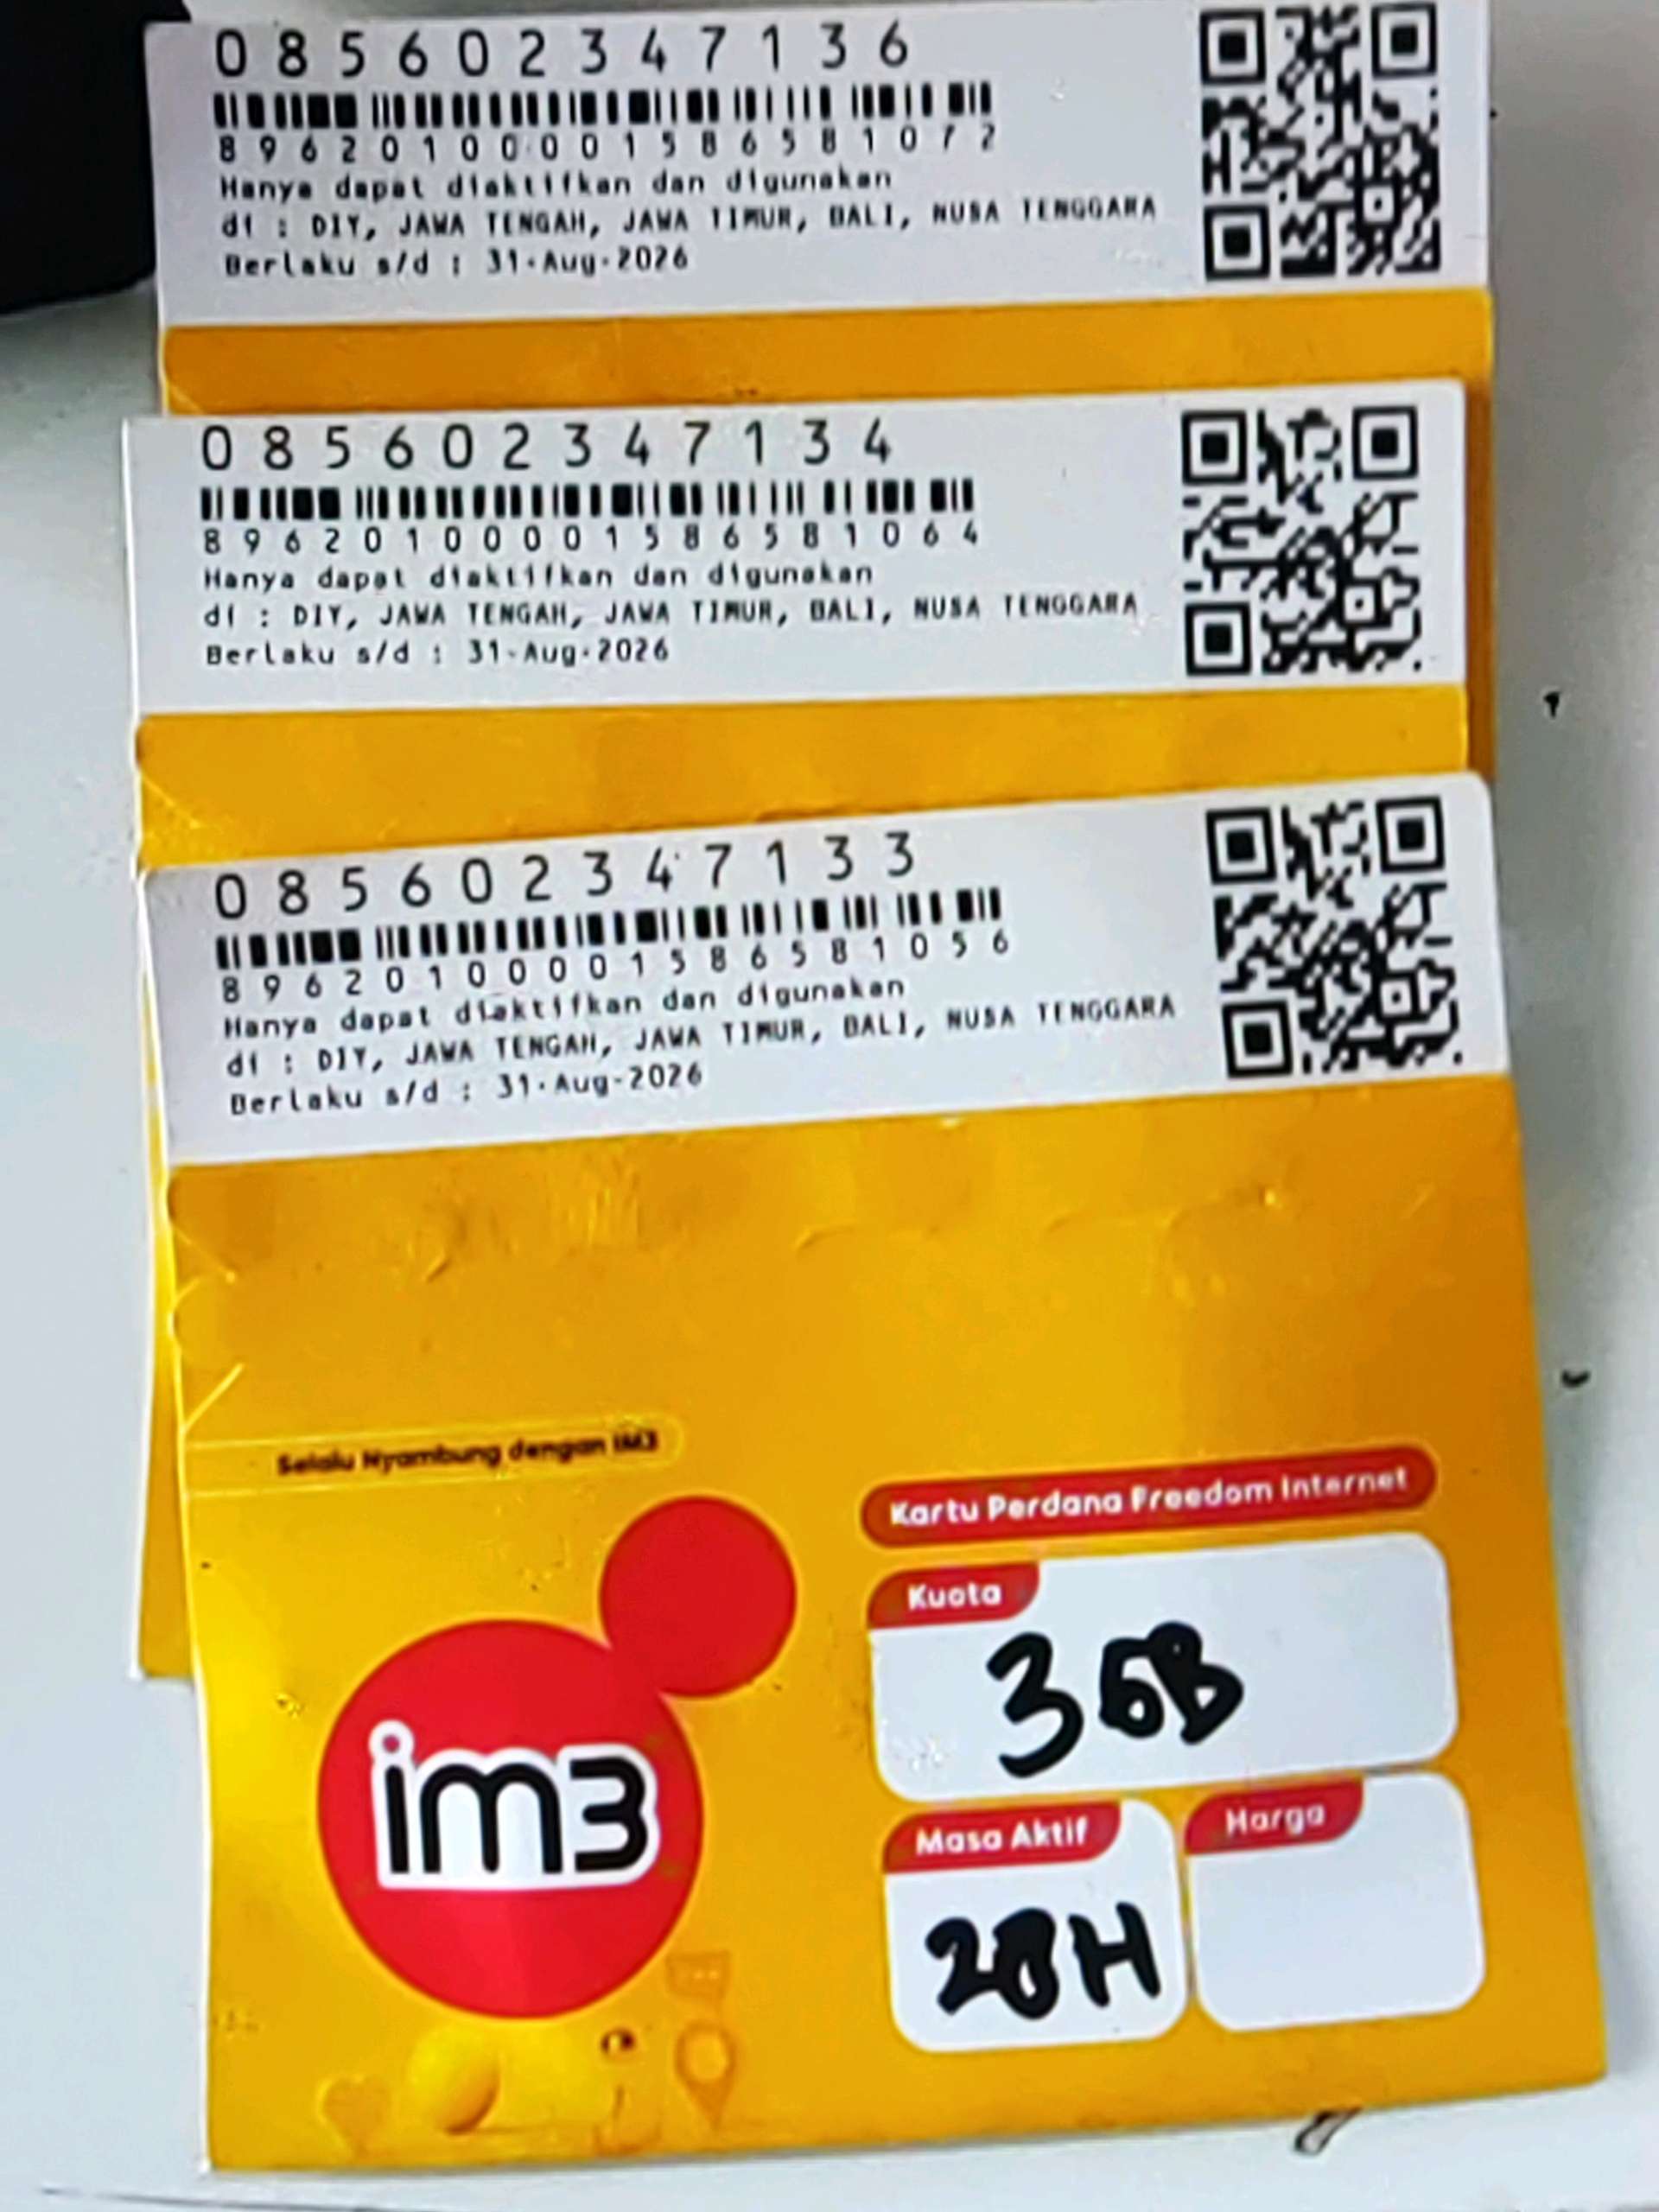 085602347136
89620100001586581072
Hanya dapat diaktifkan dan digunakan
di : DIY, JAWA TENGAH, JAWA TIMUR, BALI, NUSA TENGGARA
Berlaku s/d : 31-Aug-2026
085602347134
89620100001586581064
Hanya dapat diaktifkan dan digunakan
di : DIY, JAWA TENGAH, JAWA TIMUR, BALI, NUSA TENGGARA
Berlaku s/d : 31-Aug-2026
085602347133
89620100001586581056
Hanya dapat diaktifkan dan digunakan
di : DIY, JAWA TENGAH, JAWA TIMUR, BALI, NUSA TENGGARA
Berlaku s/d : 31-Aug-2026
Selalu Nyambung dengan IM3
Kartu Perdana Freedom Internet
Kuota
3 GB
im3
Masa Aktif
Harga
28H